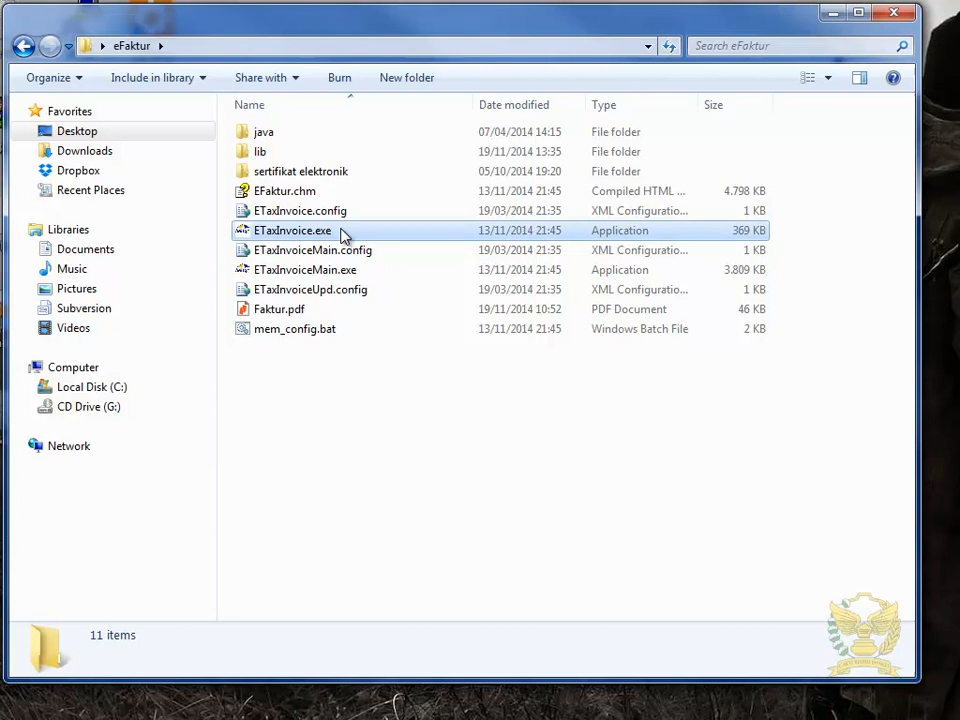 eFaktur
Search eFaktur
Organize Include in library Share with Burn New folder
Name Date modified Type Size
Favorites
Desktop
Downloads
Dropbox
Recent Places
Libraries
Documents
Music
Pictures
Subversion
Videos
Computer
Local Disk (C:)
CD Drive (G:)
Network
java 07/04/2014 14:15 File folder
lib 19/11/2014 13:35 File folder
sertifikat elektronik 05/10/2014 19:20 File folder
EFaktur.chm 13/11/2014 21:45 Compiled HTML ... 4.798 KB
ETaxInvoice.config 19/03/2014 21:35 XML Configuratio... 1 KB
ETaxInvoice.exe 13/11/2014 21:45 Application 369 KB
ETaxInvoiceMain.config 19/03/2014 21:35 XML Configuratio... 1 KB
ETaxInvoiceMain.exe 13/11/2014 21:45 Application 3.809 KB
ETaxInvoiceUpd.config 19/03/2014 21:35 XML Configuratio... 1 KB
Faktur.pdf 19/11/2014 10:52 PDF Document 46 KB
mem_config.bat 13/11/2014 21:45 Windows Batch File 2 KB
11 items